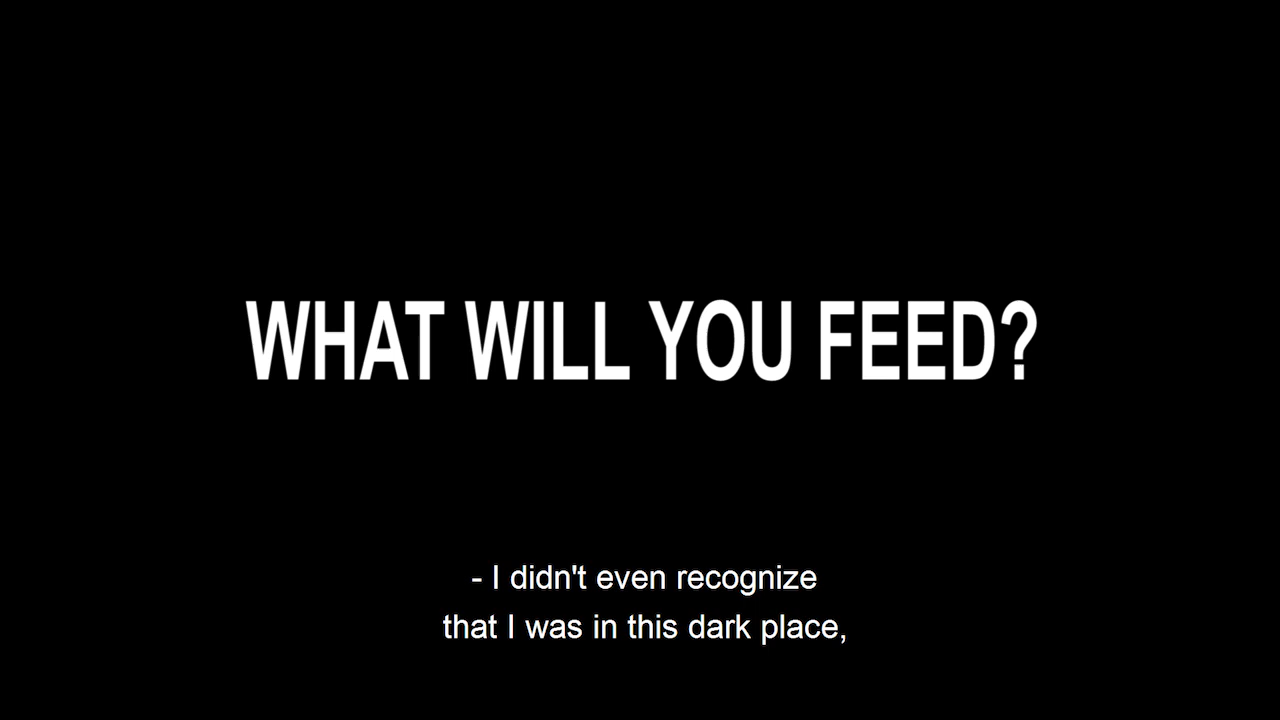 WHAT WILL YOU FEED?
- I didn't even recognize
that I was in this dark place,